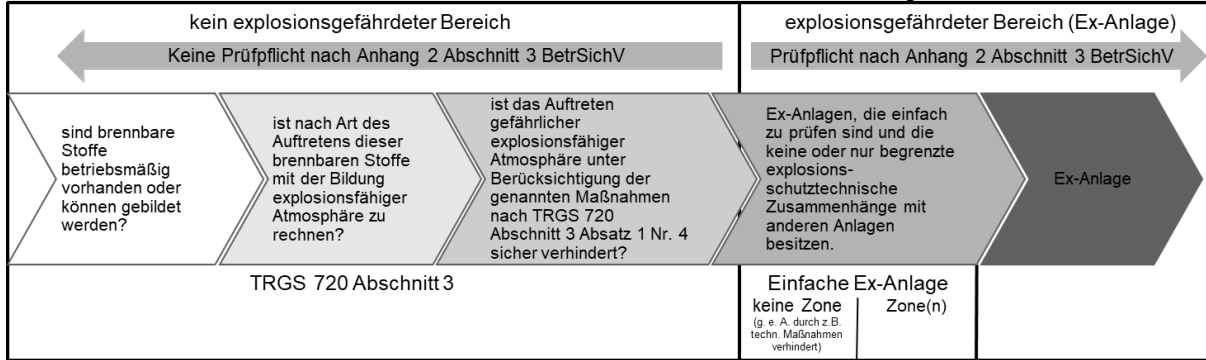 kein explosionsgefährdeter Bereich
explosionsgefährdeter Bereich (Ex-Anlage)
Keine Prüfpflicht nach Anhang 2 Abschnitt 3 BetrSichV
Prüfpflicht nach Anhang 2 Abschnitt 3 BetrSichV
sind brennbare
Stoffe
betriebsmäßig
vorhanden oder
können gebildet
werden?
ist nach Art des
Auftretens dieser
brennbaren Stoffe
mit der Bildung
explosionsfähiger
Atmosphäre zu
rechnen?
ist das Auftreten
gefährlicher
explosionsfähiger
Atmosphäre unter
Berücksichtigung der
genannten Maßnahmen
nach TRGS 720
Abschnitt 3 Absatz 1 Nr. 4
sicher verhindert?
Ex-Anlagen, die einfach
zu prüfen sind und die
keine oder nur begrenzte
explosions-
schutztechnische
Zusammenhänge mit
anderen Anlagen
besitzen.
Ex-Anlage
TRGS 720 Abschnitt 3
Einfache Ex-Anlage
keine Zone
(g. e. A. durch z.B.
techn. Maßnahmen
verhindert)
Zone(n)